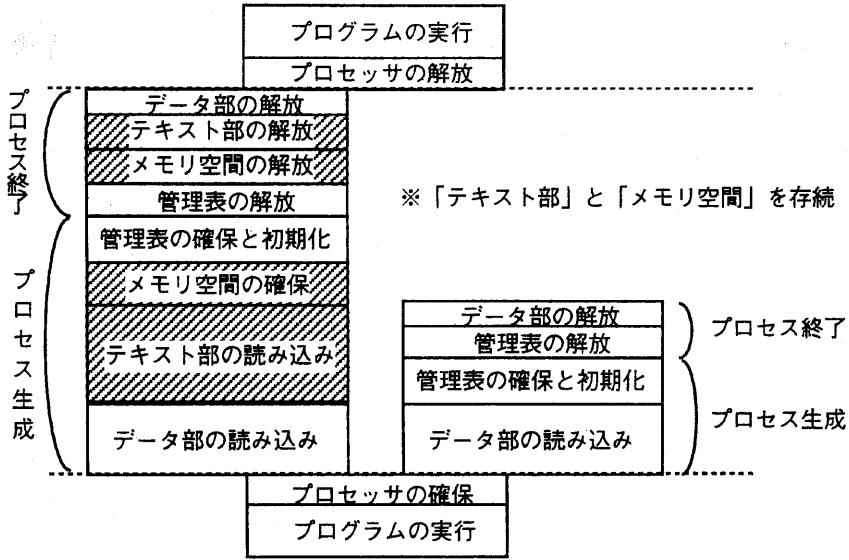 プログラムの実行
プロセッサの解放
プロセス終了
データ部の解放
テキスト部の解放
メモリ空間の解放
管理表の解放
※「テキスト部」と「メモリ空間」を存続
プロセス生成
管理表の確保と初期化
メモリ空間の確保
テキスト部の読み込み
データ部の読み込み
データ部の解放
管理表の解放
プロセス終了
管理表の確保と初期化
データ部の読み込み
プロセス生成
プロセッサの確保
プログラムの実行